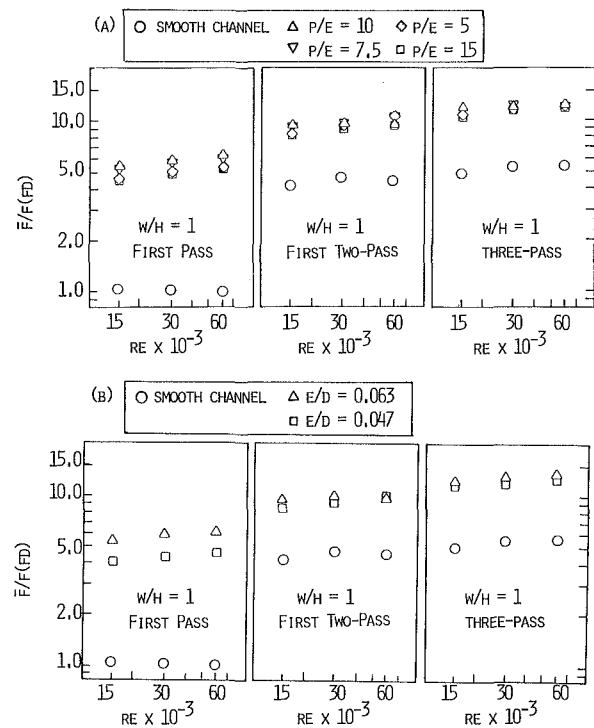 (A) ○ SMOOTH CHANNEL △ P/E = 10 ◇ P/E = 5
▽ P/E = 7.5 □ P/E = 15
15.0
10.0
5.0
2.0
1.0
F̄/F(FD)
W/H = 1
FIRST PASS
W/H = 1
FIRST TWO-PASS
W/H = 1
THREE-PASS
15 30 60
15 30 60
15 30 60
RE X 10⁻³
RE X 10⁻³
RE X 10⁻³
(B) ○ SMOOTH CHANNEL △ E/D = 0.063
□ E/D = 0.047
15.0
10.0
5.0
2.0
1.0
F̄/F(FD)
W/H = 1
FIRST PASS
W/H = 1
FIRST TWO-PASS
W/H = 1
THREE-PASS
15 30 60
15 30 60
15 30 60
RE X 10⁻³
RE X 10⁻³
RE X 10⁻³